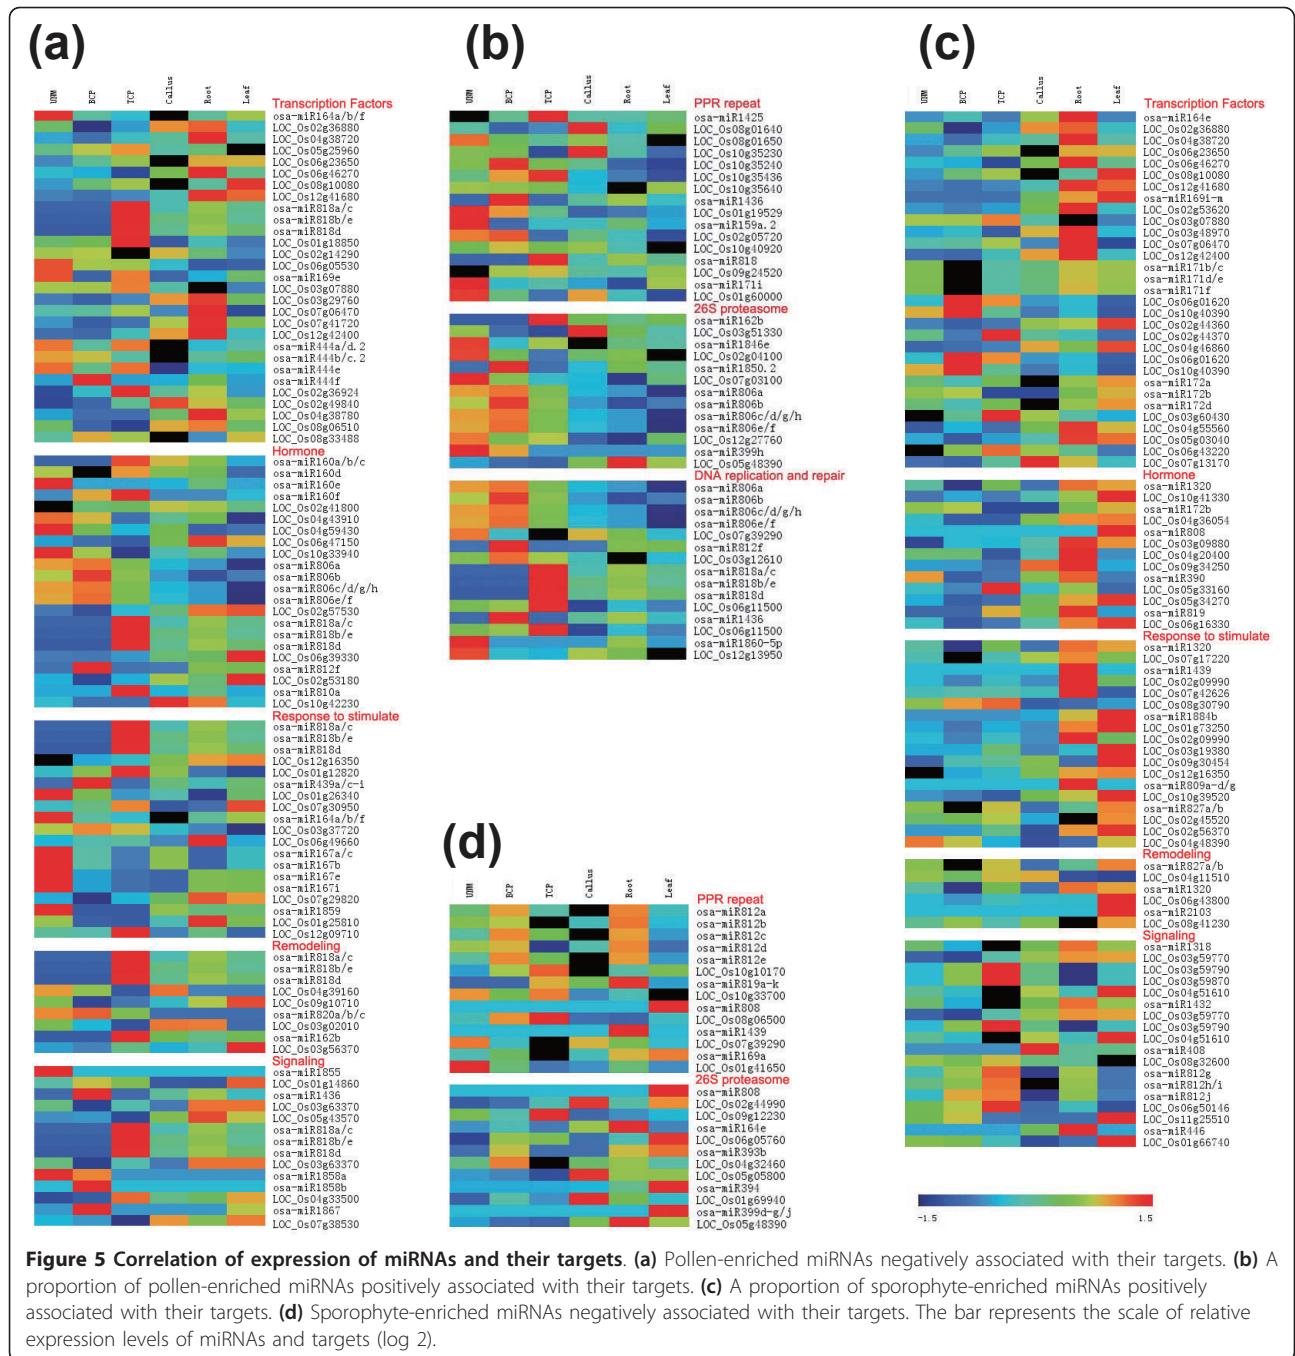 (a)
UNM BCP TCP Callus Root Leaf
Transcription Factors
osa-miR164a/b/f
LOC_Os02g36880
LOC_Os04g38720
LOC_Os05g25960
LOC_Os06g23650
LOC_Os06g46270
LOC_Os08g10080
LOC_Os12g41680
osa-miR818a/c
osa-miR818b/e
osa-miR818d
LOC_Os01g18850
LOC_Os02g14290
LOC_Os06g05530
osa-miR169e
LOC_Os03g07880
LOC_Os03g29760
LOC_Os07g06470
LOC_Os07g41720
LOC_Os12g42400
osa-miR444a/d.2
osa-miR444b/c.2
osa-miR444e
osa-miR444f
LOC_Os02g36924
LOC_Os02g49840
LOC_Os04g38780
LOC_Os08g06510
LOC_Os08g33488
Hormone
osa-miR160a/b/c
osa-miR160d
osa-miR160e
osa-miR160f
LOC_Os02g41800
LOC_Os04g43910
LOC_Os04g59430
LOC_Os06g47150
LOC_Os10g33940
osa-miR806a
osa-miR806b
osa-miR806c/d/g/h
osa-miR806e/f
LOC_Os02g57530
osa-miR818a/c
osa-miR818b/e
osa-miR818d
LOC_Os06g39330
osa-miR812f
LOC_Os02g53180
osa-miR810a
LOC_Os10g42230
Response to stimulate
osa-miR818a/c
osa-miR818b/e
osa-miR818d
LOC_Os12g16350
LOC_Os01g12820
osa-miR439a/c-i
LOC_Os01g26340
LOC_Os07g30950
osa-miR164a/b/f
LOC_Os03g37720
LOC_Os06g49660
osa-miR167a/c
osa-miR167b
osa-miR167e
osa-miR167i
LOC_Os07g29820
osa-miR1859
LOC_Os01g25810
LOC_Os12g09710
Remodeling
osa-miR818a/c
osa-miR818b/e
osa-miR818d
LOC_Os04g39160
LOC_Os09g10710
osa-miR820a/b/c
LOC_Os03g02010
osa-miR162b
LOC_Os03g56370
Signaling
osa-miR1855
LOC_Os01g14860
osa-miR1436
LOC_Os03g63370
LOC_Os05g43570
osa-miR818a/c
osa-miR818b/e
osa-miR818d
LOC_Os03g63370
osa-miR1858a
osa-miR1858b
LOC_Os04g33500
osa-miR1867
LOC_Os07g38530
(b)
UNM BCP TCP Callus Root Leaf
PPR repeat
osa-miR1425
LOC_Os08g01640
LOC_Os08g01650
LOC_Os10g35230
LOC_Os10g35240
LOC_Os10g35436
LOC_Os10g35640
osa-miR1436
LOC_Os01g19529
osa-miR159a.2
LOC_Os02g05720
LOC_Os10g40920
osa-miR818
LOC_Os09g24520
osa-miR171i
LOC_Os01g60000
26S proteasome
osa-miR162b
LOC_Os03g51330
osa-miR1846e
LOC_Os02g04100
osa-miR1850.2
LOC_Os07g03100
osa-miR806a
osa-miR806b
osa-miR806c/d/g/h
osa-miR806e/f
LOC_Os12g27760
osa-miR399h
LOC_Os05g48390
DNA replication and repair
osa-miR806a
osa-miR806b
osa-miR806c/d/g/h
osa-miR806e/f
LOC_Os07g39290
osa-miR812f
LOC_Os03g12610
osa-miR818a/c
osa-miR818b/e
osa-miR818d
LOC_Os06g11500
osa-miR1436
LOC_Os06g11500
osa-miR1860-5p
LOC_Os12g13950
(d)
UNM BCP TCP Callus Root Leaf
PPR repeat
osa-miR812a
osa-miR812b
osa-miR812c
osa-miR812d
osa-miR812e
LOC_Os10g10170
osa-miR819a-k
LOC_Os10g33700
osa-miR808
LOC_Os08g06500
osa-miR1439
LOC_Os07g39290
osa-miR169a
LOC_Os01g41650
26S proteasome
osa-miR808
LOC_Os02g44990
LOC_Os09g12230
osa-miR164e
LOC_Os06g05760
osa-miR393b
LOC_Os04g32460
LOC_Os05g05800
osa-miR394
LOC_Os01g69940
osa-miR399d-g/j
LOC_Os05g48390
(c)
UNM BCP TCP Callus Root Leaf
Transcription Factors
osa-miR164e
LOC_Os02g36880
LOC_Os04g38720
LOC_Os06g23650
LOC_Os06g46270
LOC_Os08g10080
LOC_Os12g41680
osa-miR169i-m
LOC_Os02g53620
LOC_Os03g07880
LOC_Os03g48970
LOC_Os07g06470
LOC_Os12g42400
osa-miR171b/c
osa-miR171d/e
osa-miR171f
LOC_Os06g01620
LOC_Os10g40390
LOC_Os02g44360
LOC_Os02g44370
LOC_Os04g46860
LOC_Os06g01620
LOC_Os10g40390
osa-miR172a
osa-miR172b
osa-miR172d
LOC_Os03g60430
LOC_Os04g55560
LOC_Os05g03040
LOC_Os06g43220
LOC_Os07g13170
Hormone
osa-miR1320
LOC_Os10g41330
osa-miR172b
LOC_Os04g36054
osa-miR808
LOC_Os03g09880
LOC_Os04g20400
LOC_Os09g34250
osa-miR390
LOC_Os05g33160
LOC_Os05g34270
osa-miR819
LOC_Os06g16330
Response to stimulate
osa-miR1320
LOC_Os07g17220
osa-miR1439
LOC_Os02g09990
LOC_Os07g42626
LOC_Os08g30790
osa-miR1884b
LOC_Os01g73250
LOC_Os02g09990
LOC_Os03g19380
LOC_Os09g30454
LOC_Os12g16350
osa-miR809a-d/g
LOC_Os10g39520
osa-miR827a/b
LOC_Os02g45520
LOC_Os02g56370
LOC_Os04g48390
Remodeling
osa-miR827a/b
LOC_Os04g11510
osa-miR1320
LOC_Os06g43800
osa-miR2103
LOC_Os08g41230
Signaling
osa-miR1318
LOC_Os03g59770
LOC_Os03g59790
LOC_Os03g59870
LOC_Os04g51610
osa-miR1432
LOC_Os03g59770
LOC_Os03g59790
LOC_Os04g51610
osa-miR408
LOC_Os08g32600
osa-miR812g
osa-miR812h/i
osa-miR812j
LOC_Os06g50146
LOC_Os11g25510
osa-miR446
LOC_Os01g66740
-1.5 1.5
Figure 5 Correlation of expression of miRNAs and their targets. (a) Pollen-enriched miRNAs negatively associated with their targets. (b) A
proportion of pollen-enriched miRNAs positively associated with their targets. (c) A proportion of sporophyte-enriched miRNAs positively
associated with their targets. (d) Sporophyte-enriched miRNAs negatively associated with their targets. The bar represents the scale of relative
expression levels of miRNAs and targets (log 2).